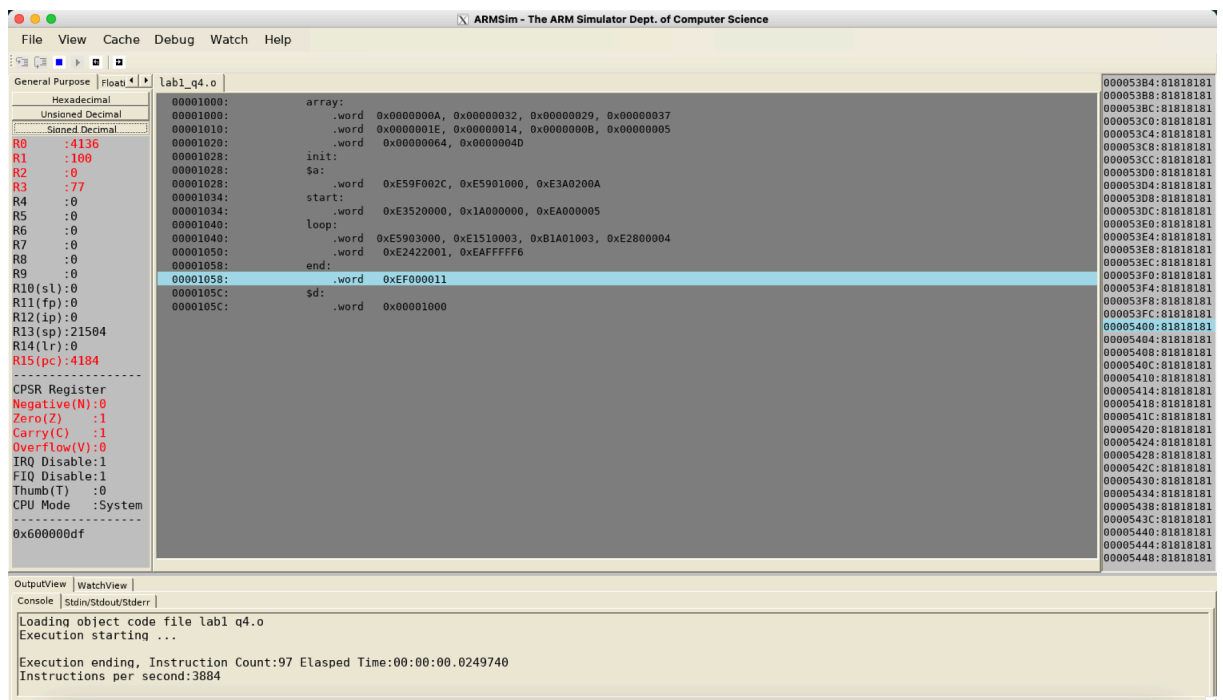 ARMSim - The ARM Simulator Dept. of Computer Science
File View Cache Debug Watch Help
General Purpose Floati
lab1_q4.o
Hexadecimal
Unsigned Decimal
Signed Decimal
R0 :4136
R1 :100
R2 :0
R3 :77
R4 :0
R5 :0
R6 :0
R7 :0
R8 :0
R9 :0
R10(sl):0
R11(fp):0
R12(ip):0
R13(sp):21504
R14(lr):0
R15(pc):4184
------------------
CPSR Register
Negative(N):0
Zero(Z) :1
Carry(C) :1
Overflow(V):0
IRQ Disable:1
FIQ Disable:1
Thumb(T) :0
CPU Mode :System
------------------
0x600000df
00001000: array:
00001000: .word 0x0000000A, 0x00000032, 0x00000029, 0x00000037
00001010: .word 0x0000001E, 0x00000014, 0x0000000B, 0x00000005
00001020: .word 0x00000064, 0x0000004D
00001028: init:
00001028: $a:
00001028: .word 0xE59F002C, 0xE5901000, 0xE3A0200A
00001034: start:
00001034: .word 0xE3520000, 0x1A000000, 0xEA000005
00001040: loop:
00001040: .word 0xE5903000, 0xE1510003, 0xB1A01003, 0xE2800004
00001050: .word 0xE2422001, 0xEAFFFFF6
00001058: end:
00001058: .word 0xEF000011
0000105C: $d:
0000105C: .word 0x00001000
000053B4:81818181
000053B8:81818181
000053BC:81818181
000053C0:81818181
000053C4:81818181
000053C8:81818181
000053CC:81818181
000053D0:81818181
000053D4:81818181
000053D8:81818181
000053DC:81818181
000053E0:81818181
000053E4:81818181
000053E8:81818181
000053EC:81818181
000053F0:81818181
000053F4:81818181
000053F8:81818181
000053FC:81818181
00005400:81818181
00005404:81818181
00005408:81818181
0000540C:81818181
00005410:81818181
00005414:81818181
00005418:81818181
0000541C:81818181
00005420:81818181
00005424:81818181
00005428:81818181
0000542C:81818181
00005430:81818181
00005434:81818181
00005438:81818181
0000543C:81818181
00005440:81818181
00005444:81818181
00005448:81818181
OutputView WatchView
Console Stdin/Stdout/Stderr
Loading object code file lab1_q4.o
Execution starting ...
Execution ending, Instruction Count:97 Elasped Time:00:00:00.0249740
Instructions per second:3884